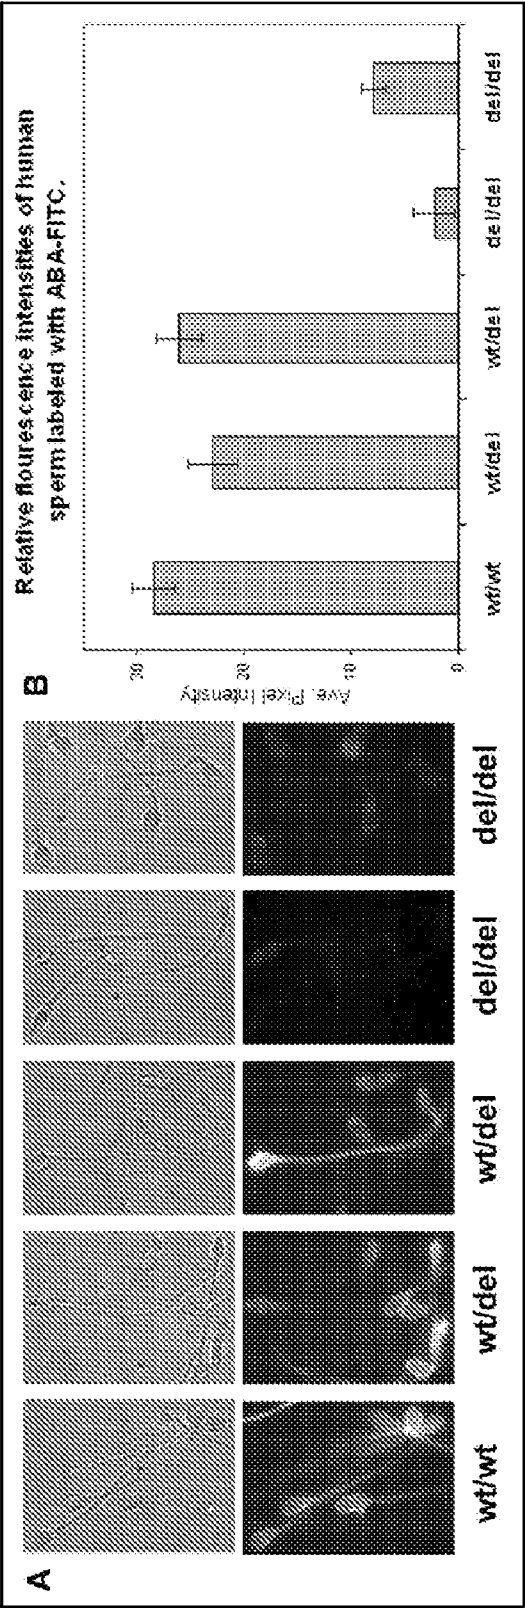 A
wt/wt
wt/del
wt/del
del/del
del/del
B
Relative flourescence intensities of human
sperm labeled with ABA-FITC.
Ave. Pixel Intensity
30
20
10
0
wt/wt
wt/del
wt/del
del/del
del/del